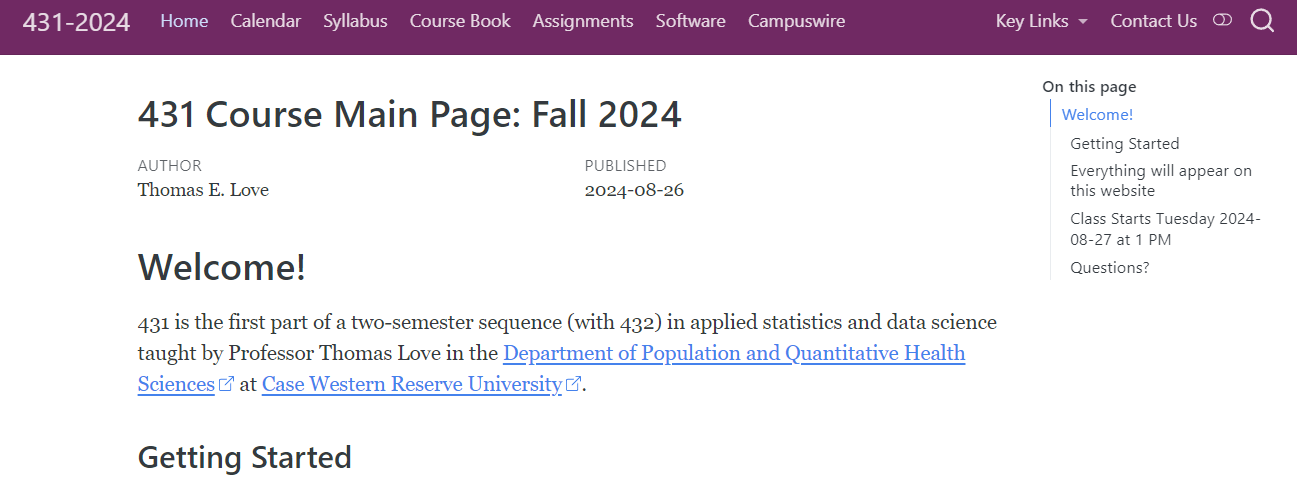 431-2024 Home Calendar Syllabus Course Book Assignments Software Campuswire Key Links Contact Us
431 Course Main Page: Fall 2024
AUTHOR PUBLISHED
Thomas E. Love 2024-08-26
Welcome!
431 is the first part of a two-semester sequence (with 432) in applied statistics and data science
taught by Professor Thomas Love in the Department of Population and Quantitative Health
Sciences at Case Western Reserve University.
Getting Started
On this page
Welcome!
Getting Started
Everything will appear on
this website
Class Starts Tuesday 2024-
08-27 at 1 PM
Questions?